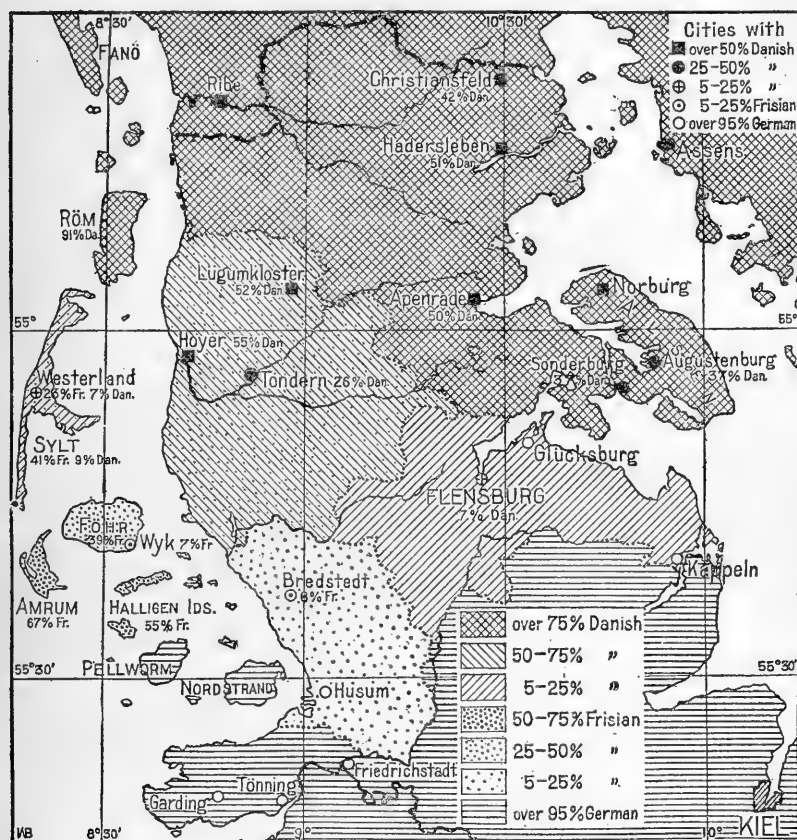 8°30'
10°30'
Cities with
over 50% Danish
25-50% "
5-25% "
5-25% Frisian
over 95% German
FANÖ
Ribe
Christiansfeld
42% Dan.
Hadersleben
51% Dan.
Assens
RÖM
91% Da.
Lügumkloster
52% Dan.
Apenrade
50% Dan.
Norburg
55°
55°
Hoyer 55% Dan.
Tondern 26% Dan.
Sonderburg
Dan.
Augustenburg
37% Dan.
Westerland
26% Fr. 7% Dan.
SYLT
41% Fr. 9% Dan.
Glücksburg
FLENSBURG
7% Dan.
FÖHR
39% Fr.
Wyk 7% Fr
Kappeln
Bredstedt
8% Fr.
AMRUM
67% Fr.
HALLIGEN IDS.
55% Fr.
over 75% Danish
50-75% "
5-25% "
50-75% Frisian
25-50% "
5-25% "
over 95% German
PELLWORM
55°30'
55°30'
NORDSTRAND
Husum
Friedrichstadt
Tönning
Garding
KIEL
8°30'
9°
10°